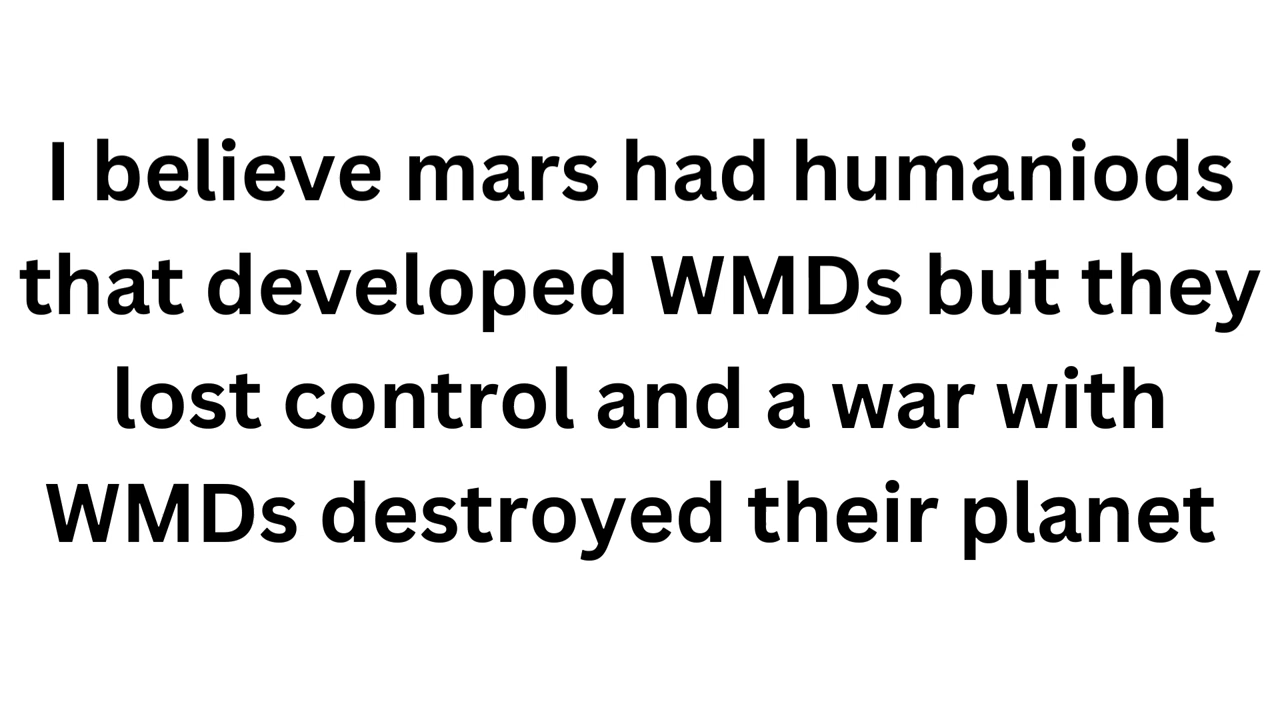 I believe mars had humaniods
that developed WMDs but they
lost control and a war with
WMDs destroyed their planet